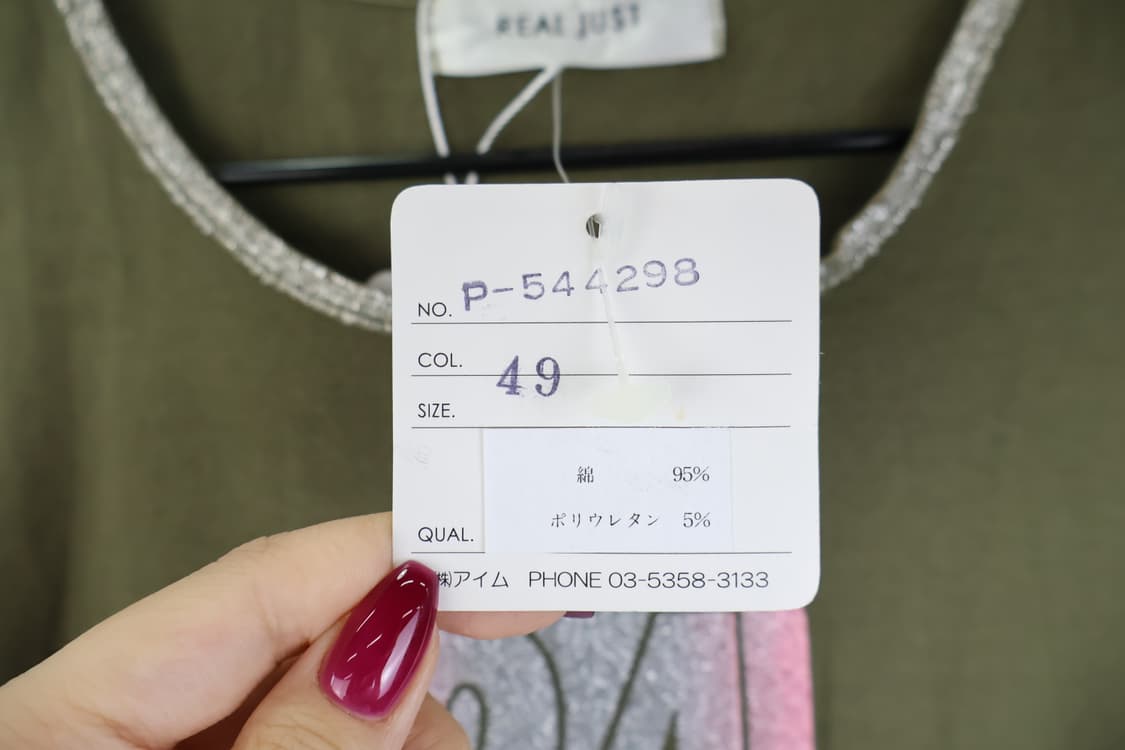 REAL JUST
NO. P-544298
COL. 49
SIZE.
綿 95%
ポリウレタン 5%
QUAL.
㈱アイム PHONE 03-5358-3133